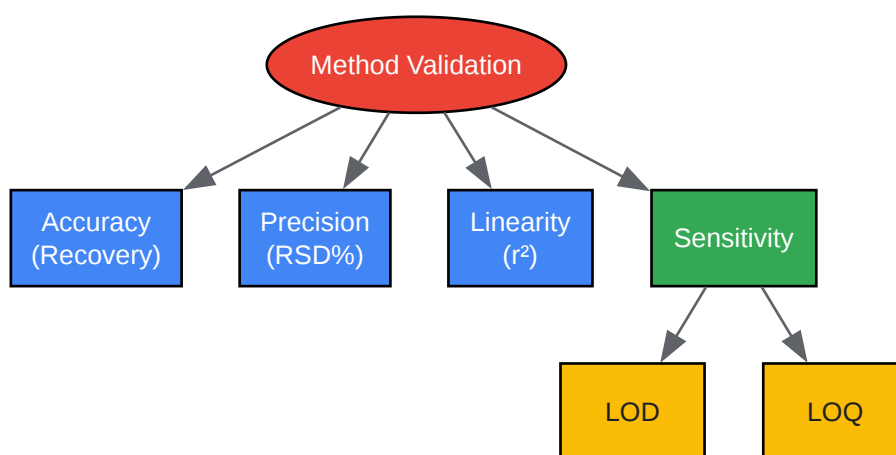 Method Validation
Accuracy
(Recovery)
Precision
(RSD%)
Linearity
(r²)
Sensitivity
LOD
LOQ